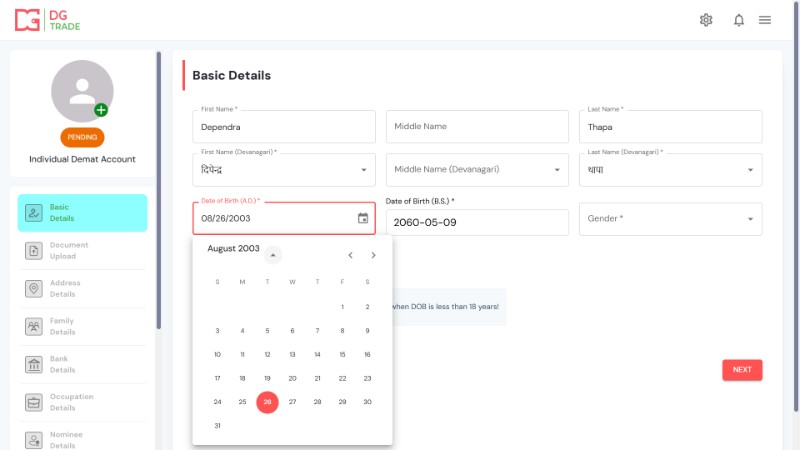 DG
TRADE
PENDING
Individual Demat Account
Basic
Details
Document
Upload
Address
Details
Family
Details
Bank
Details
Occupation
Details
Nominee
Details
Basic Details
First Name *
Dependra
Middle Name
Last Name *
Thapa
First Name (Devanagari) *
दिपेन्द्र
Middle Name (Devanagari)
Last Name (Devanagari) *
थापा
Date of Birth (A.D.) *
08/26/2003
Date of Birth (B.S.) *
2060-05-09
Gender *
August 2003
S M T W T F S
1 2
3 4 5 6 7 8 9
10 11 12 13 14 15 16
17 18 19 20 21 22 23
24 25 26 27 28 29 30
31
when DOB is less than 18 years!
NEXT